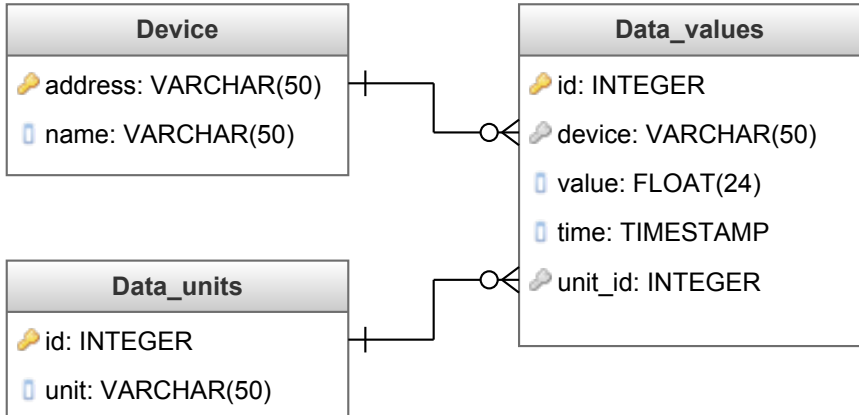 Device
address: VARCHAR(50)
name: VARCHAR(50)
Data_values
id: INTEGER
device: VARCHAR(50)
value: FLOAT(24)
time: TIMESTAMP
unit_id: INTEGER
Data_units
id: INTEGER
unit: VARCHAR(50)